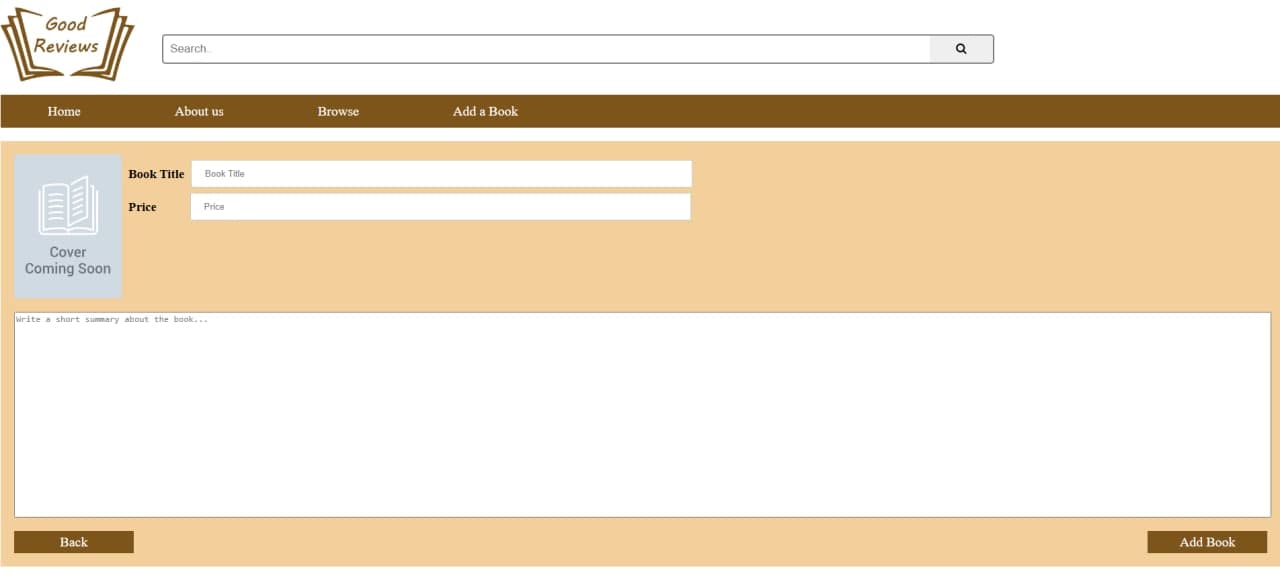 Good
Reviews
Search..
Home About us Browse Add a Book
Book Title Book Title
Price Price
Cover
Coming Soon
Write a short summary about the book...
Back Add Book